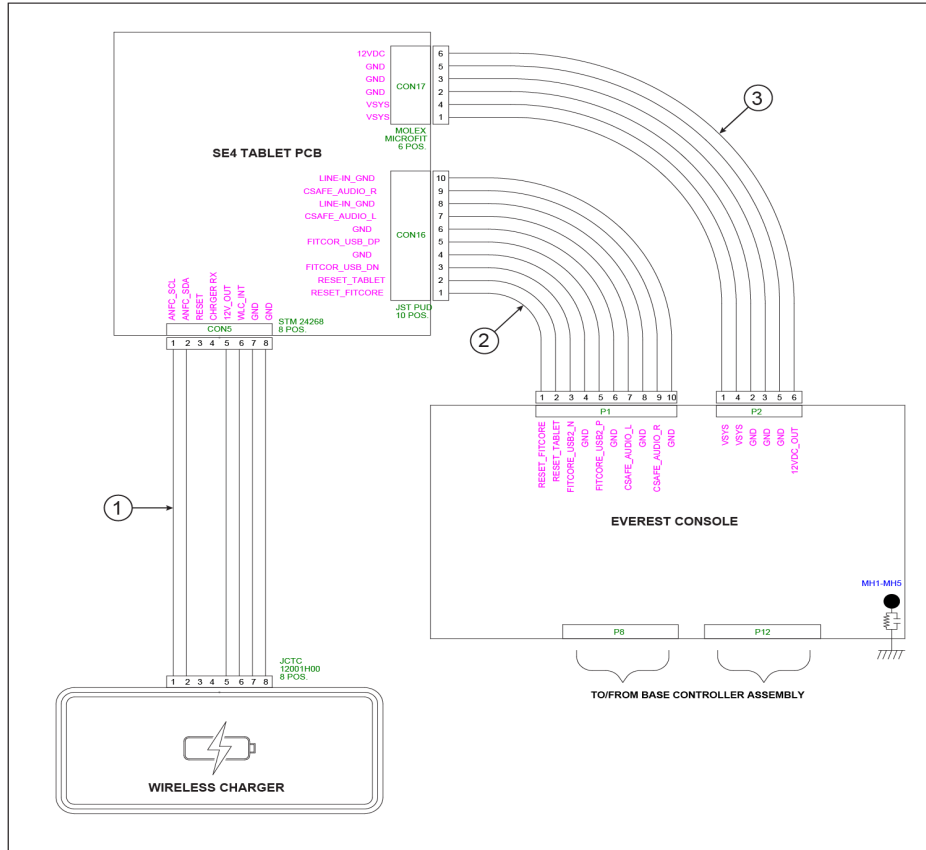 12VDC 6
GND 5
GND 3
GND 2
VSYS 4
VSYS 1
CON17
MOLEX
MICROFIT
6 POS.
3
SE4 TABLET PCB
LINE-IN_GND 10
CSAFE_AUDIO_R 9
LINE-IN_GND 8
CSAFE_AUDIO_L 7
GND 6
FITCOR_USB_DP 5
GND 4
FITCOR_USB_DN 3
RESET_TABLET 2
RESET_FITCORE 1
CON16
JST PUD
10 POS.
2
ANFC_SCL
ANFC_SDA
RESET
CHRGER RX
12V_OUT
WLC_INT
GND
GND
CON5
STM 24268
8 POS.
1 2 3 4 5 6 7 8
1 2 3 4 5 6 7 8 9 10
P1
RESET_FITCORE
RESET_TABLET
FITCORE_USB2_N
GND
FITCORE_USB2_P
GND
CSAFE_AUDIO_L
GND
CSAFE_AUDIO_R
GND
1 4 2 3 5 6
P2
VSYS
VSYS
GND
GND
GND
12VDC_OUT
EVEREST CONSOLE
MH1-MH5
P8
P12
TO/FROM BASE CONTROLLER ASSEMBLY
1
JCTC
12001H00
8 POS.
1 2 3 4 5 6 7 8
WIRELESS CHARGER